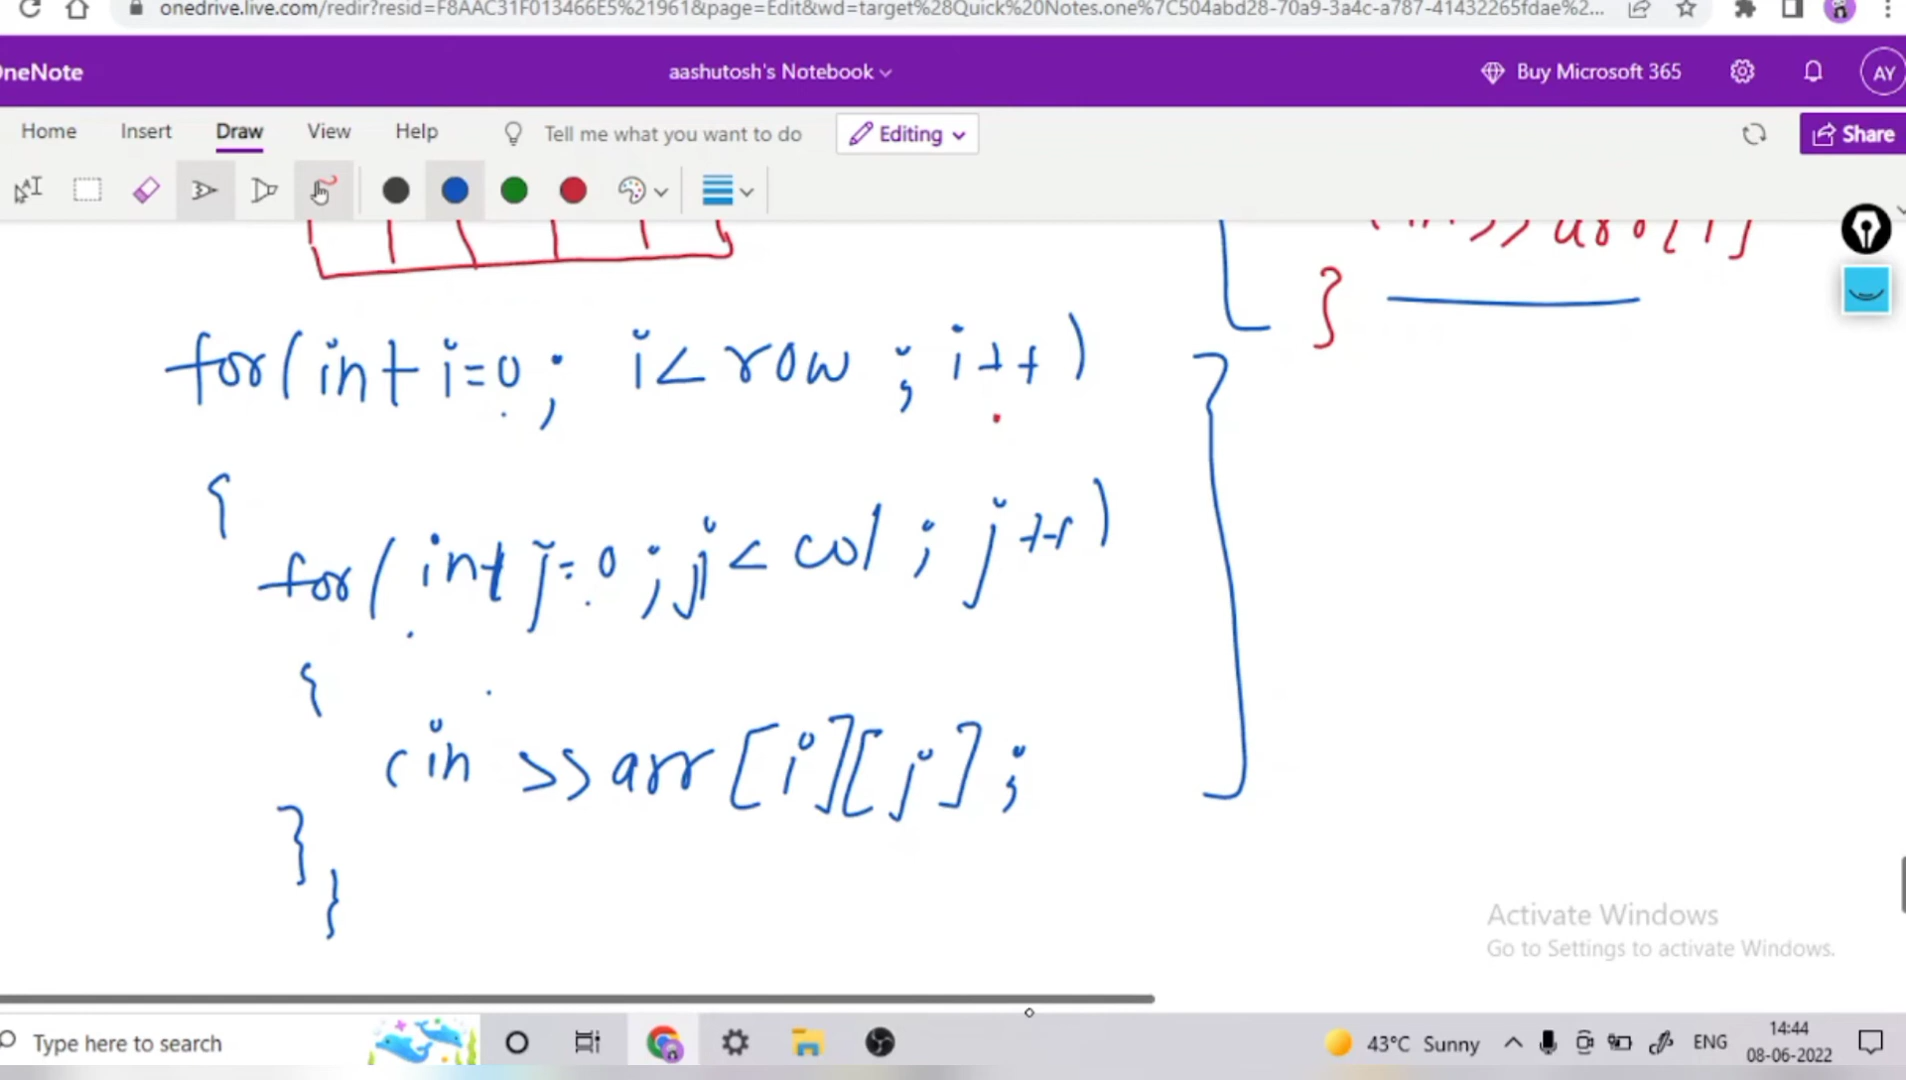 onedrive.live.com/redir?resid=F8AAC31F013466E5%21961&page=Edit&wd=target%28Quick%20Notes.one%7C504abd28-70a9-3a4c-a787-41432265fdae%2...
OneNote
aashutosh's Notebook
Buy Microsoft 365
AY
Home Insert Draw View Help Tell me what you want to do Editing Share
arr[i]
}
for(int i=0; i<row ; i++)
{
for( int j=0; j< col ; j++)
{
cin >> arr[i][j];
}
}
Activate Windows
Go to Settings to activate Windows.
Type here to search
43°C Sunny
ENG
14:44
08-06-2022